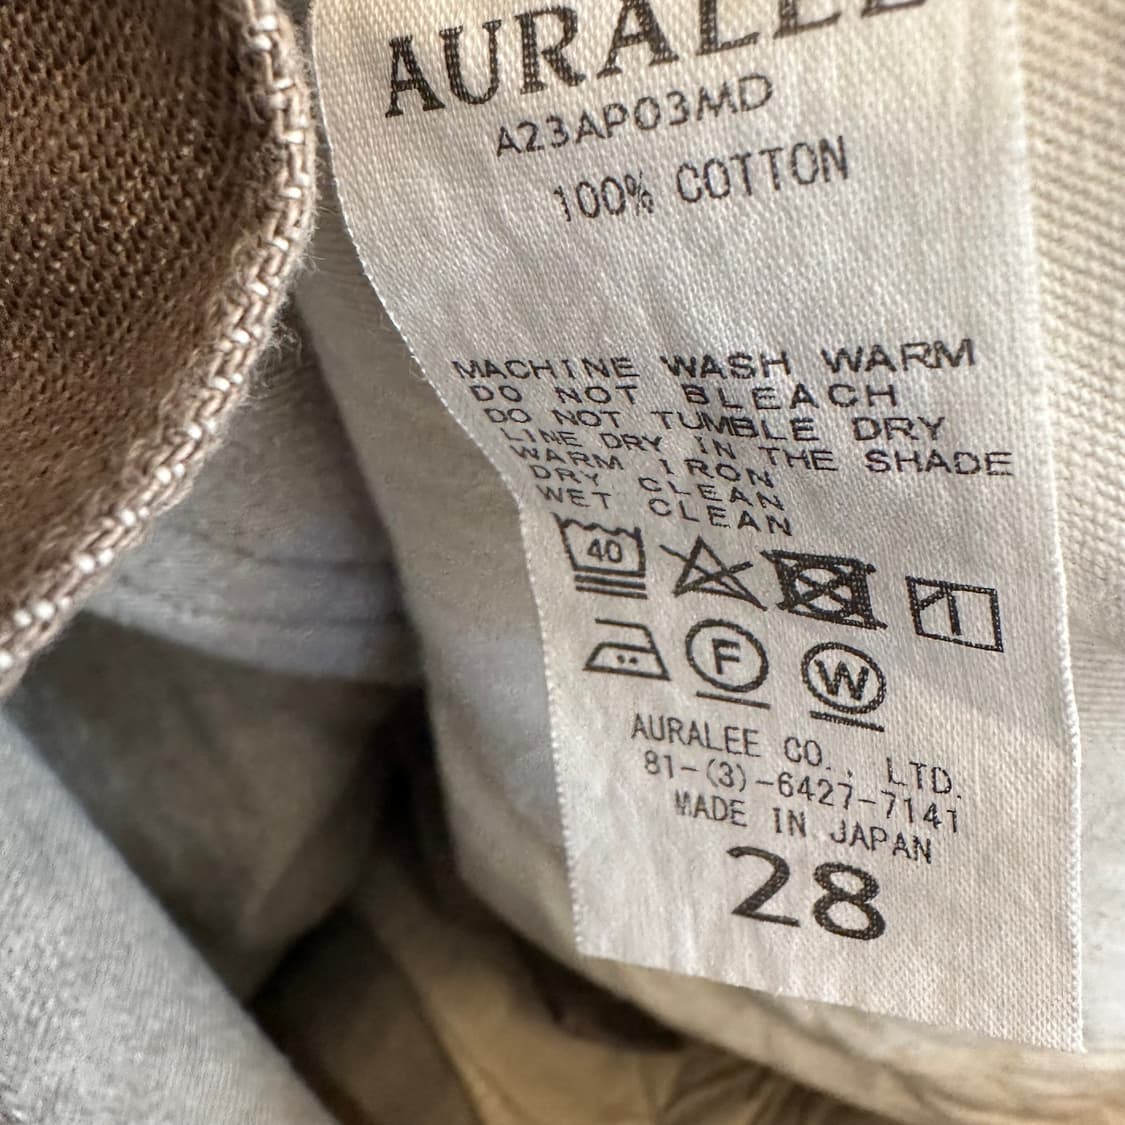 AURALEE
A23AP03MD
100% COTTON
MACHINE WASH WARM
DO NOT BLEACH
DO NOT TUMBLE DRY
LINE DRY IN THE SHADE
WARM IRON
DRY CLEAN
WET CLEAN
40
F
W
AURALEE CO., LTD.
81-(3)-6427-7141
MADE IN JAPAN
28